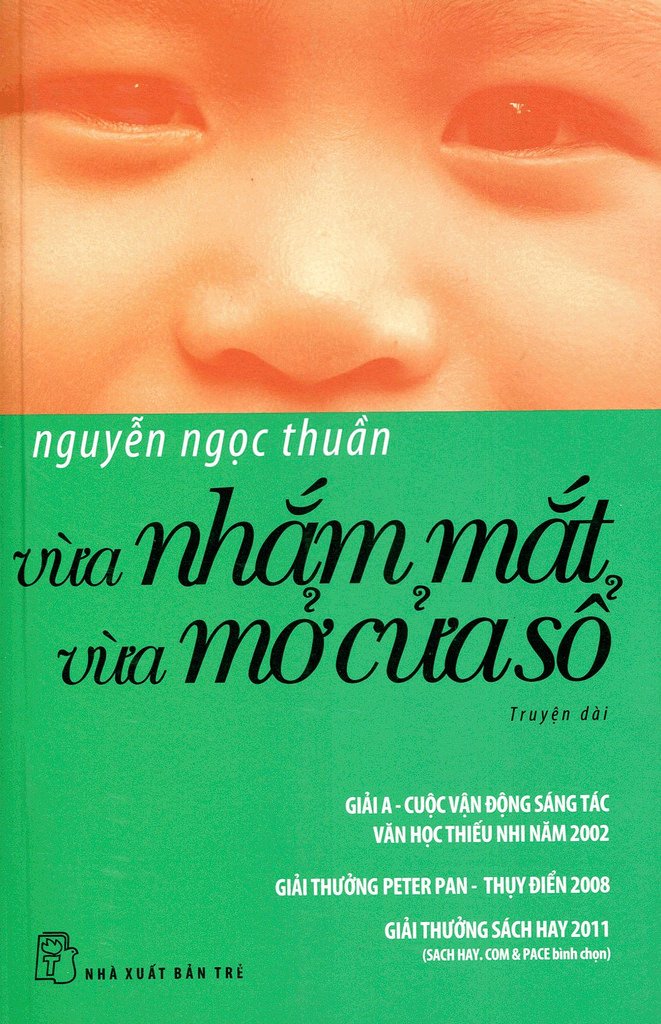 nguyễn ngọc thuần
vừa nhắm mắt
vừa mở cửa sổ
Truyện dài
GIẢI A - CUỘC VẬN ĐỘNG SÁNG TÁC
VĂN HỌC THIẾU NHI NĂM 2002
GIẢI THƯỞNG PETER PAN - THỤY ĐIỂN 2008
GIẢI THƯỞNG SÁCH HAY 2011
(SACH HAY. COM & PACE bình chọn)
T
NHÀ XUẤT BẢN TRẺ